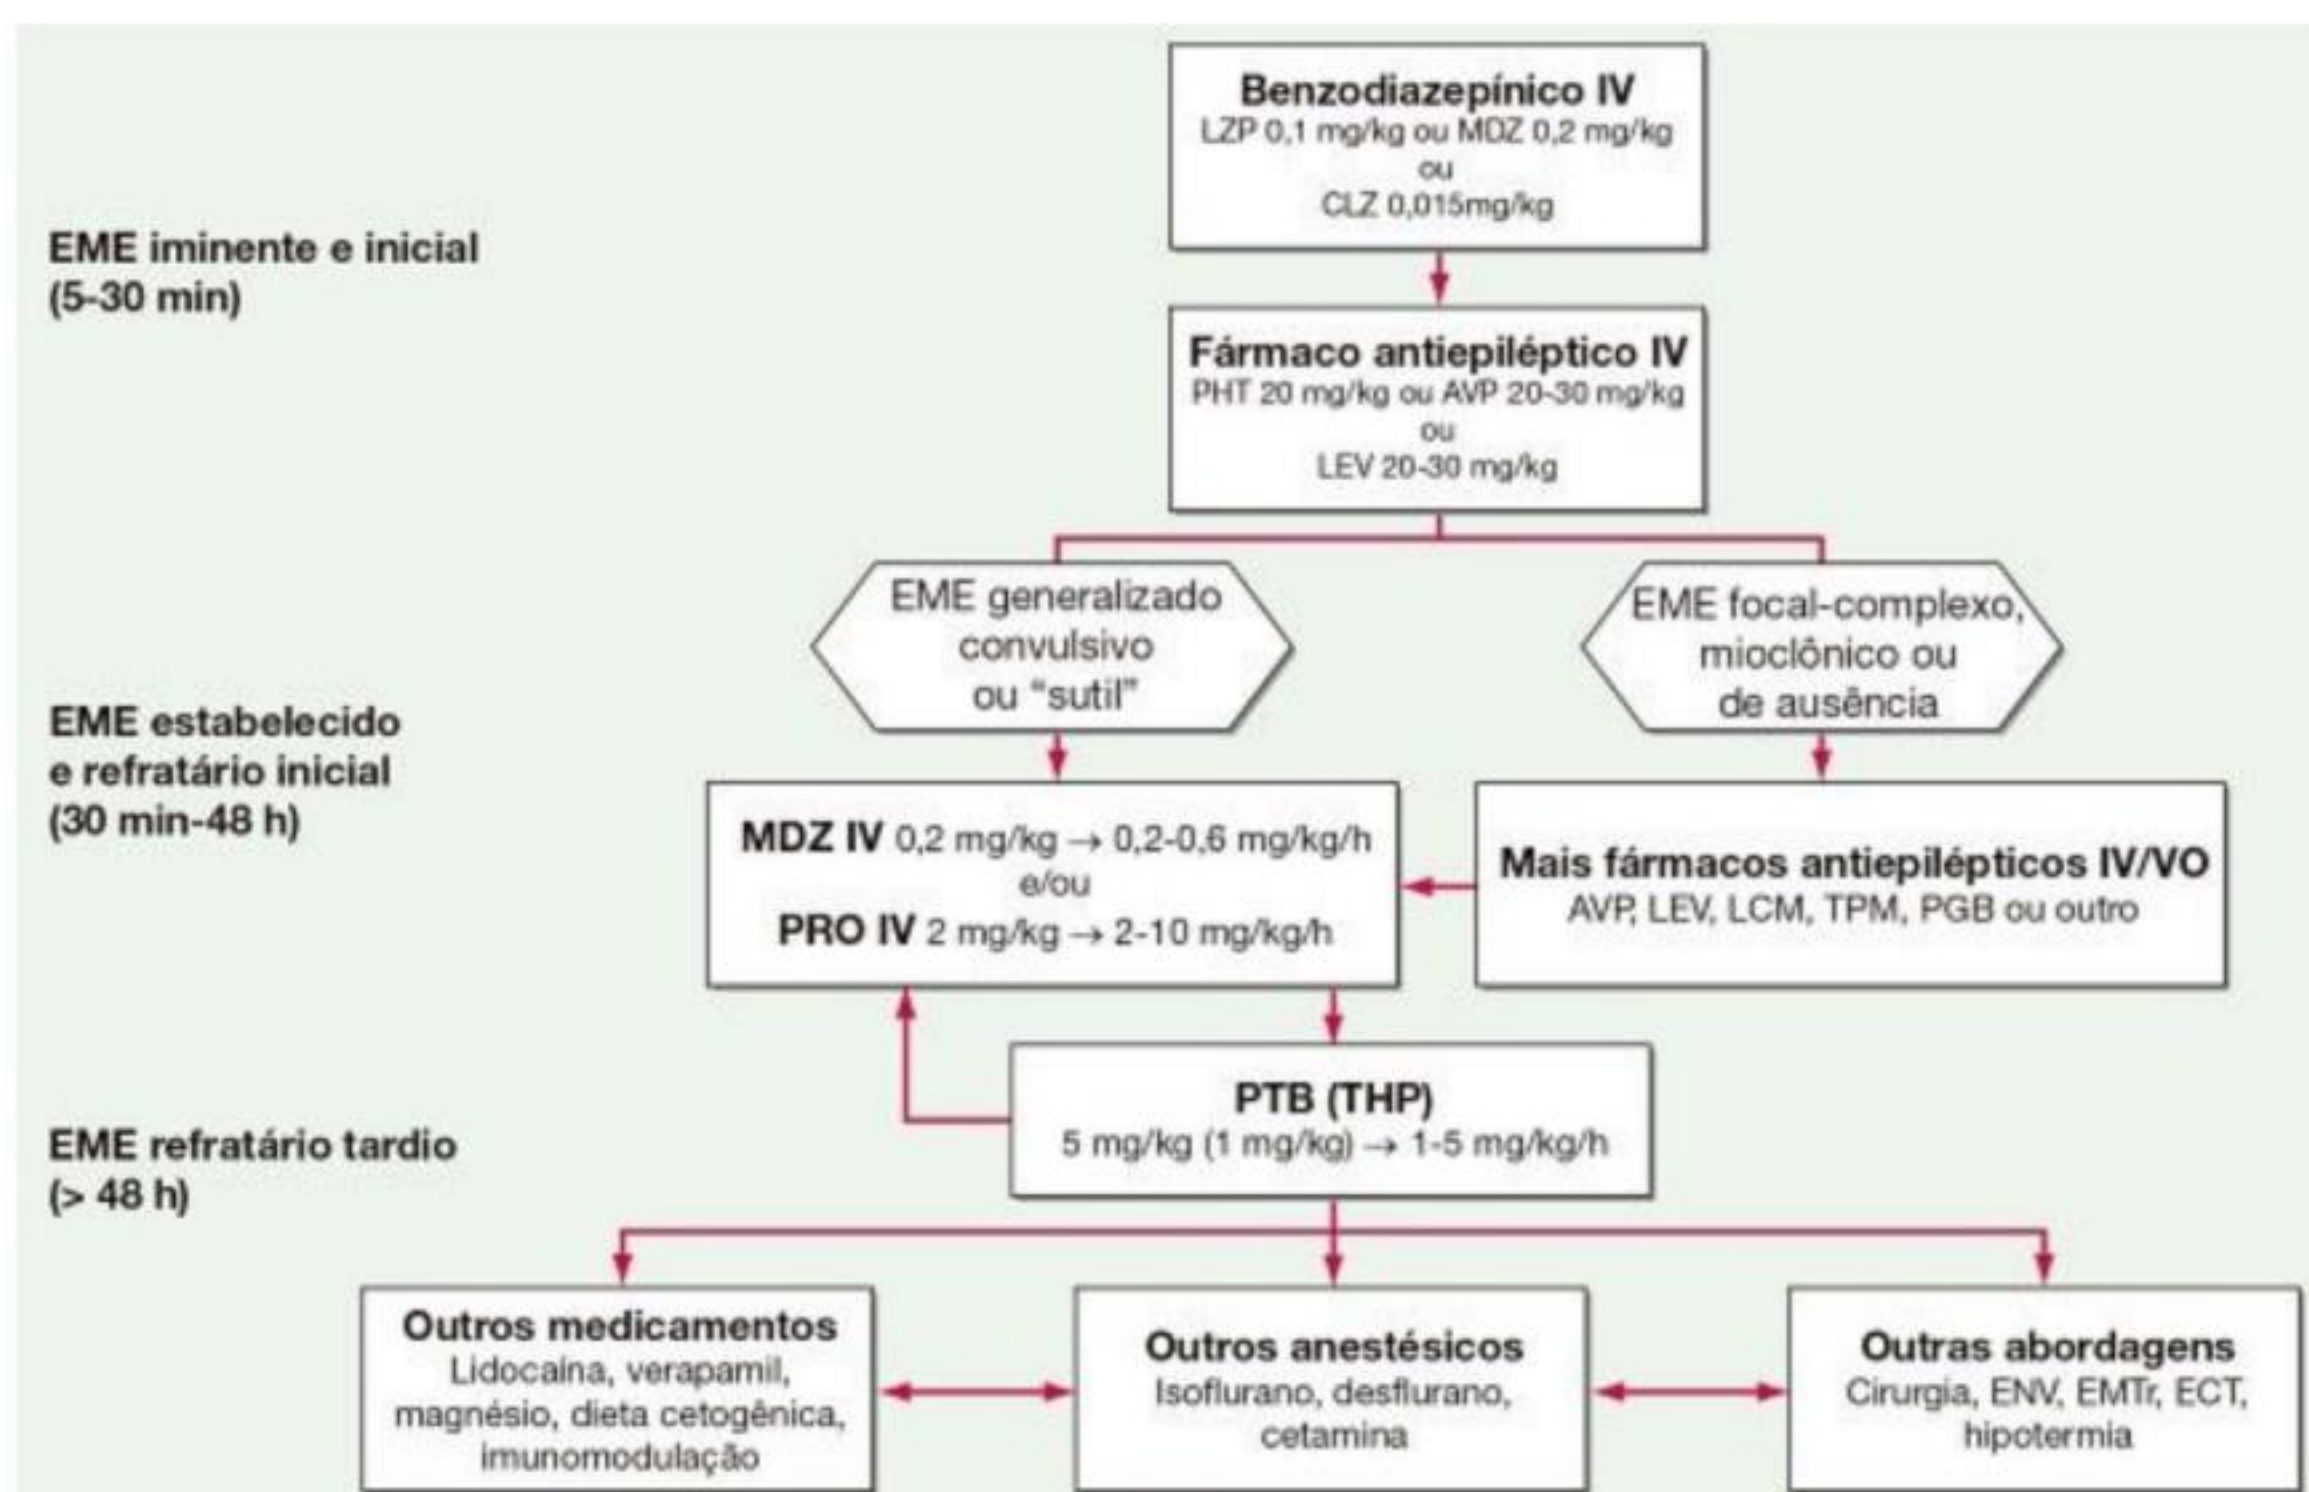 Benzodiazepínico IV
LZP 0,1 mg/kg ou MDZ 0,2 mg/kg
ou
CLZ 0,015mg/kg
EME iminente e inicial
(5-30 min)
Fármaco antiepiléptico IV
PHT 20 mg/kg ou AVP 20-30 mg/kg
ou
LEV 20-30 mg/kg
EME generalizado
convulsivo
ou “sutil”
EME focal-complexo,
mioclônico ou
de ausência
EME estabelecido
e refratário inicial
(30 min-48 h)
MDZ IV 0,2 mg/kg → 0,2-0,6 mg/kg/h
e/ou
PRO IV 2 mg/kg → 2-10 mg/kg/h
Mais fármacos antiepilépticos IV/VO
AVP, LEV, LCM, TPM, PGB ou outro
EME refratário tardio
(> 48 h)
PTB (THP)
5 mg/kg (1 mg/kg) → 1-5 mg/kg/h
Outros medicamentos
Lidocaína, verapamil,
magnésio, dieta cetogênica,
imunomodulação
Outros anestésicos
Isoflurano, desflurano,
cetamina
Outras abordagens
Cirurgia, ENV, EMTr, ECT,
hipotermia